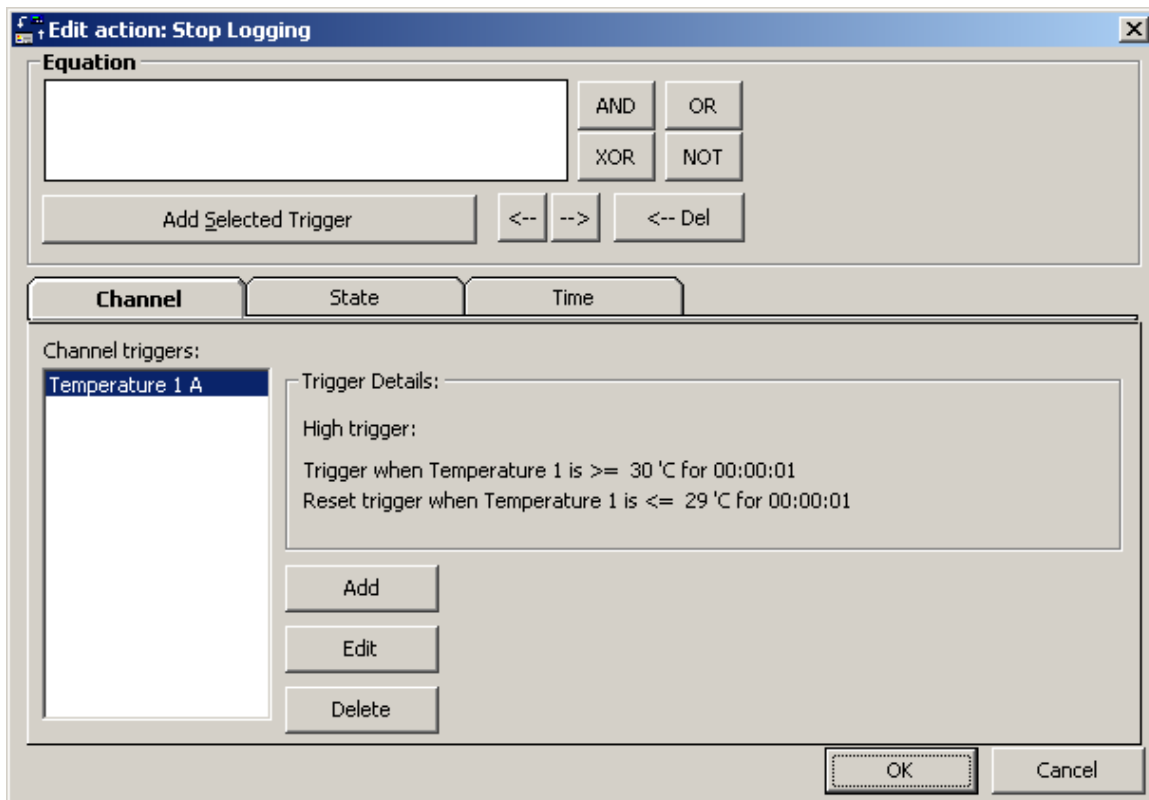 Edit action: Stop Logging
Equation
AND OR
XOR NOT
Add Selected Trigger <-- --> <-- Del
Channel State Time
Channel triggers:
Temperature 1 A
Trigger Details:
High trigger:
Trigger when Temperature 1 is >= 30 'C for 00:00:01
Reset trigger when Temperature 1 is <= 29 'C for 00:00:01
Add
Edit
Delete
OK Cancel